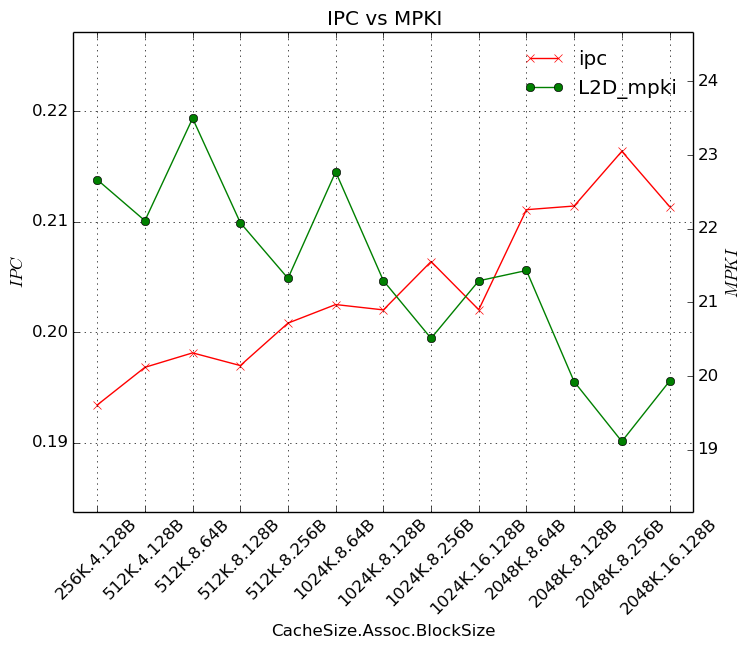 IPC vs MPKI
ipc
L2D_mpki
0.22
0.21
0.20
0.19
IPC
24
23
22
21
20
19
MPKI
256K.4.128B
512K.4.128B
512K.8.64B
512K.8.128B
512K.8.256B
1024K.8.64B
1024K.8.128B
1024K.8.256B
1024K.16.128B
2048K.8.64B
2048K.8.128B
2048K.8.256B
2048K.16.128B
CacheSize.Assoc.BlockSize